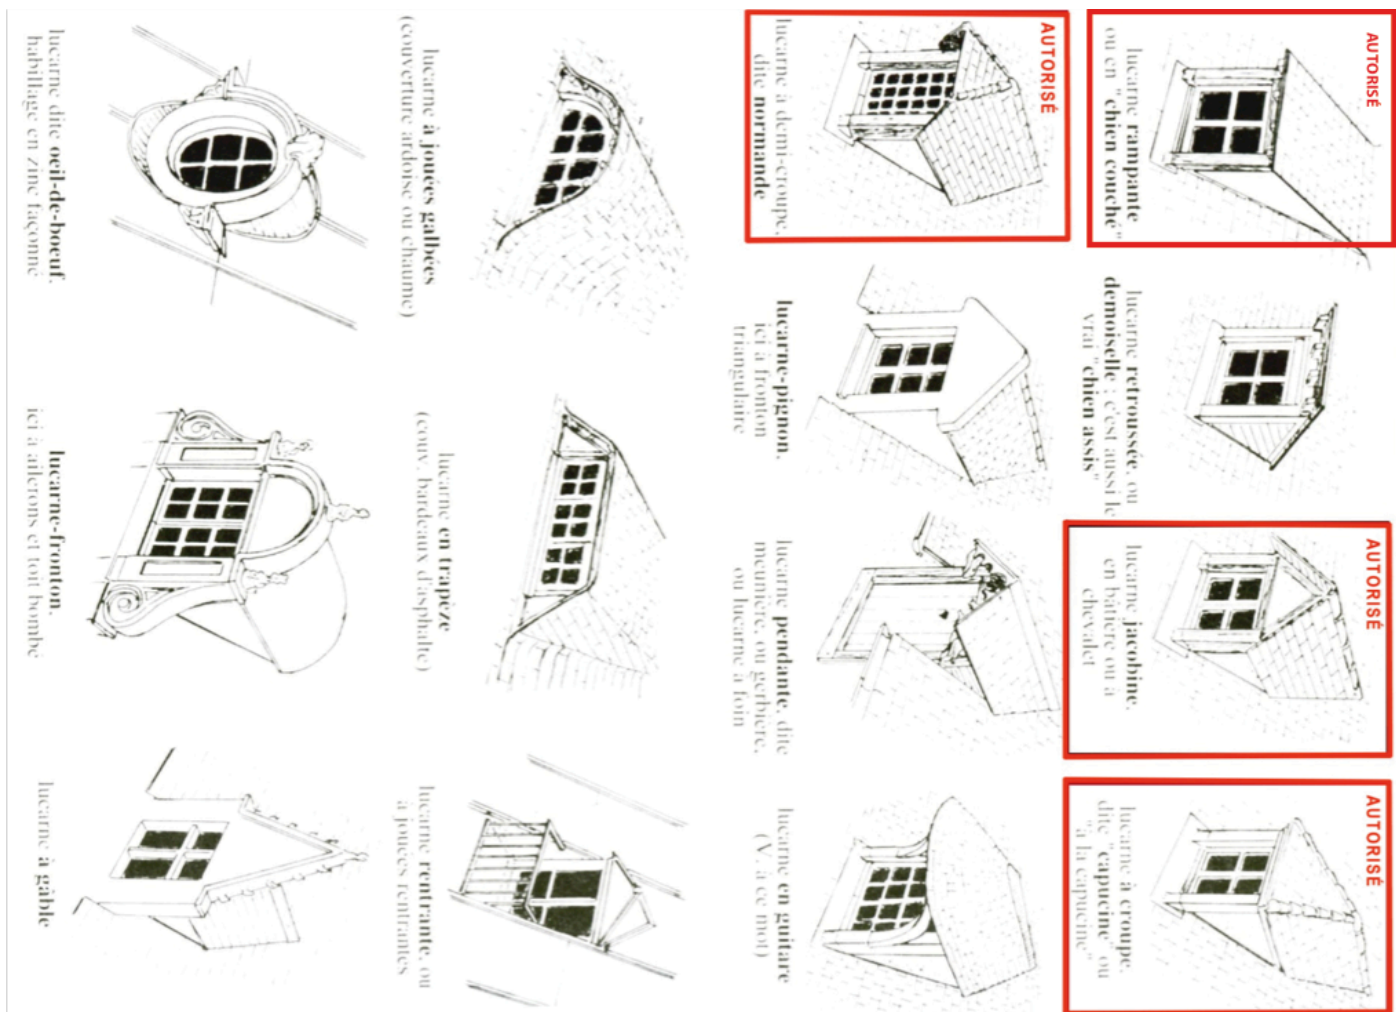 AUTORISÉ
lucarne rampante
ou en "chien couché"
lucarne retroussée, ou
demoiselle : c'est aussi le
vrai "chien assis"
AUTORISÉ
lucarne jacobine,
en bâtière ou à
chevalet
AUTORISÉ
lucarne à croupe,
dite "capucine" ou
"à la capucine"
AUTORISÉ
lucarne à demi-croupe,
dite normande
lucarne-pignon,
ici à fronton
triangulaire
lucarne pendante, dite
meunière, ou gerbière,
ou lucarne à foin
lucarne en guitare
(V. à ce mot)
lucarne à jouées galbées
(couverture ardoise ou chaume)
lucarne en trapèze
(couv. bardeaux d'asphalte)
lucarne rentrante, ou
à jouées rentrantes
lucarne dite oeil-de-boeuf,
habillage en zinc façonné
lucarne-fronton,
ici à ailerons et toit bombé
lucarne à gâble